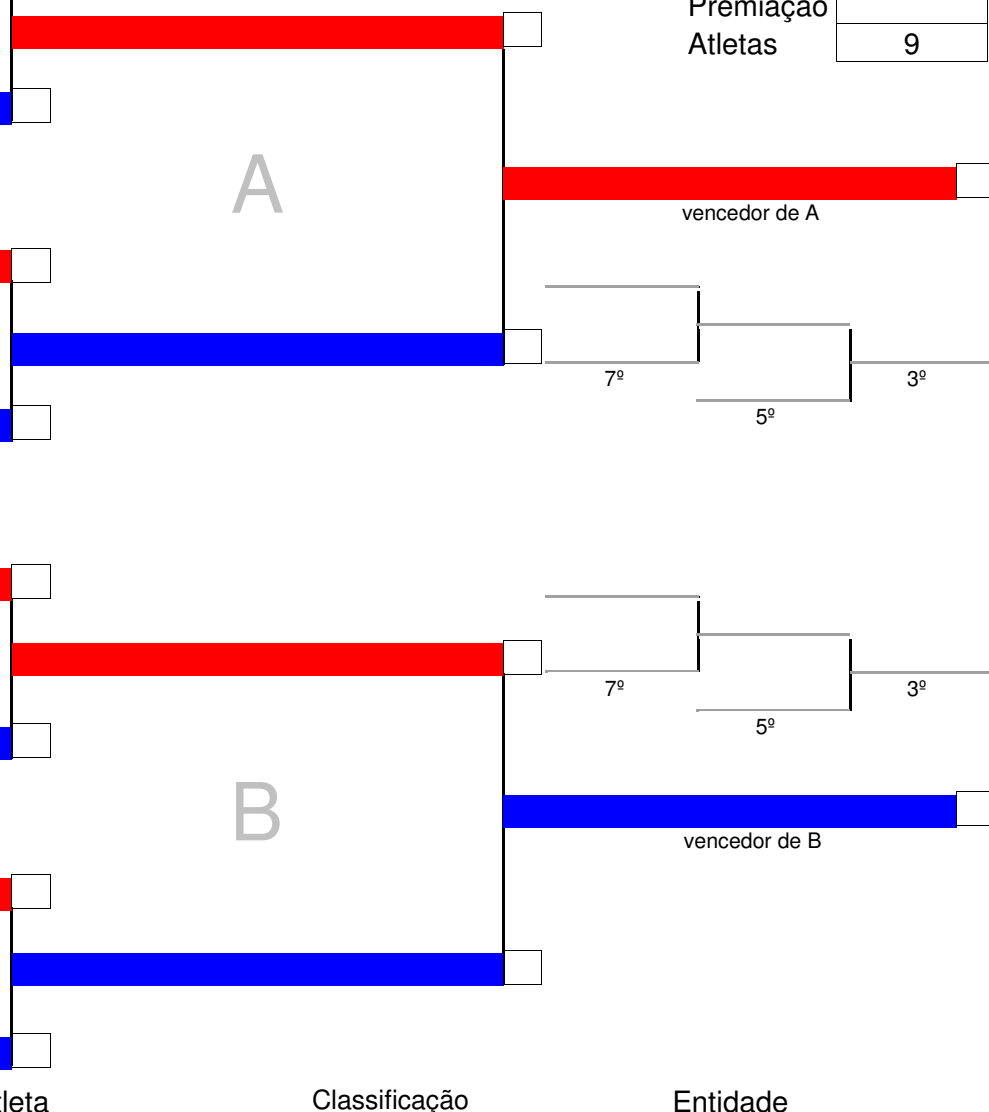 Premiação
Atletas 9
A
vencedor de A
7º
3º
5º
7º
3º
5º
B
vencedor de B
Classificação Entidade